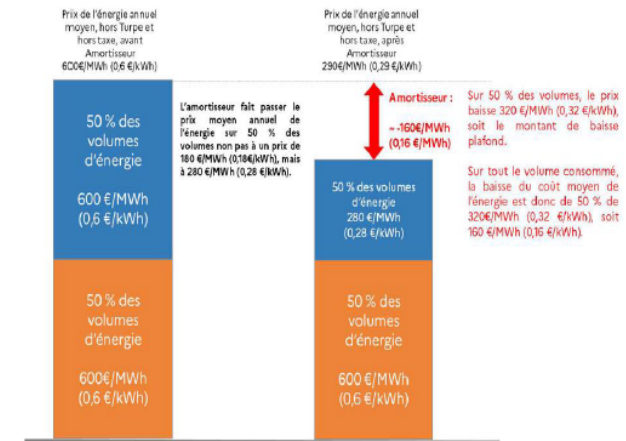 Prix de l'énergie annuel
moyen, hors Turpe et
hors taxe, avant
Amortisseur
600€/MWh (0,6 €/kWh)
50 % des
volumes
d'énergie
600 €/MWh
(0,6 €/kWh)
50 % des
volumes
d'énergie
600€/MWh
(0,6 €/kWh)
L'amortisseur fait passer le
prix moyen annuel de
l'énergie sur 50 % des
volumes non pas à un prix de
180 €/MWh (0,18€/kWh), mais
à 280 €/MWh (0,28 €/kWh).
Prix de l'énergie annuel
moyen, hors Turpe et
hors taxe, après
Amortisseur
290€/MWh (0,29 €/kWh)
50 % des volumes
d'énergie
280 €/MWh
(0,28 €/kWh)
50 % des
volumes
d'énergie
600 €/MWh
(0,6 €/kWh)
Amortisseur :
= -160€/MWh
(0,16 €/MWh)
Sur 50 % des volumes, le prix
baisse 320 €/MWh (0,32 €/kWh),
soit le montant de baisse
plafond.
Sur tout le volume consommé,
la baisse du coût moyen de
l'énergie est donc de 50 % de
320€/MWh (0,32 €/kWh), soit
160 €/MWh (0,16 €/kWh).